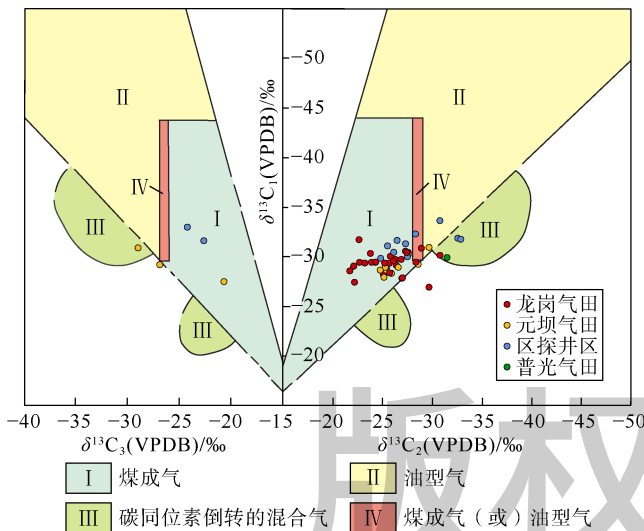 −50
−45
−40
−35
−30
−25
−20
δ¹³C₁(VPDB)/‰
II
II
IV
IV
I
I
III
III
III
III
龙岗气田
元坝气田
区探井区
普光气田
−40 −35 −30 −25 −20 −15 −20 −25 −30 −35 −40 −45 −50
δ¹³C₃(VPDB)/‰ δ¹³C₂(VPDB)/‰
I 煤成气 II 油型气
III 碳同位素倒转的混合气 IV 煤成气（或）油型气
版权